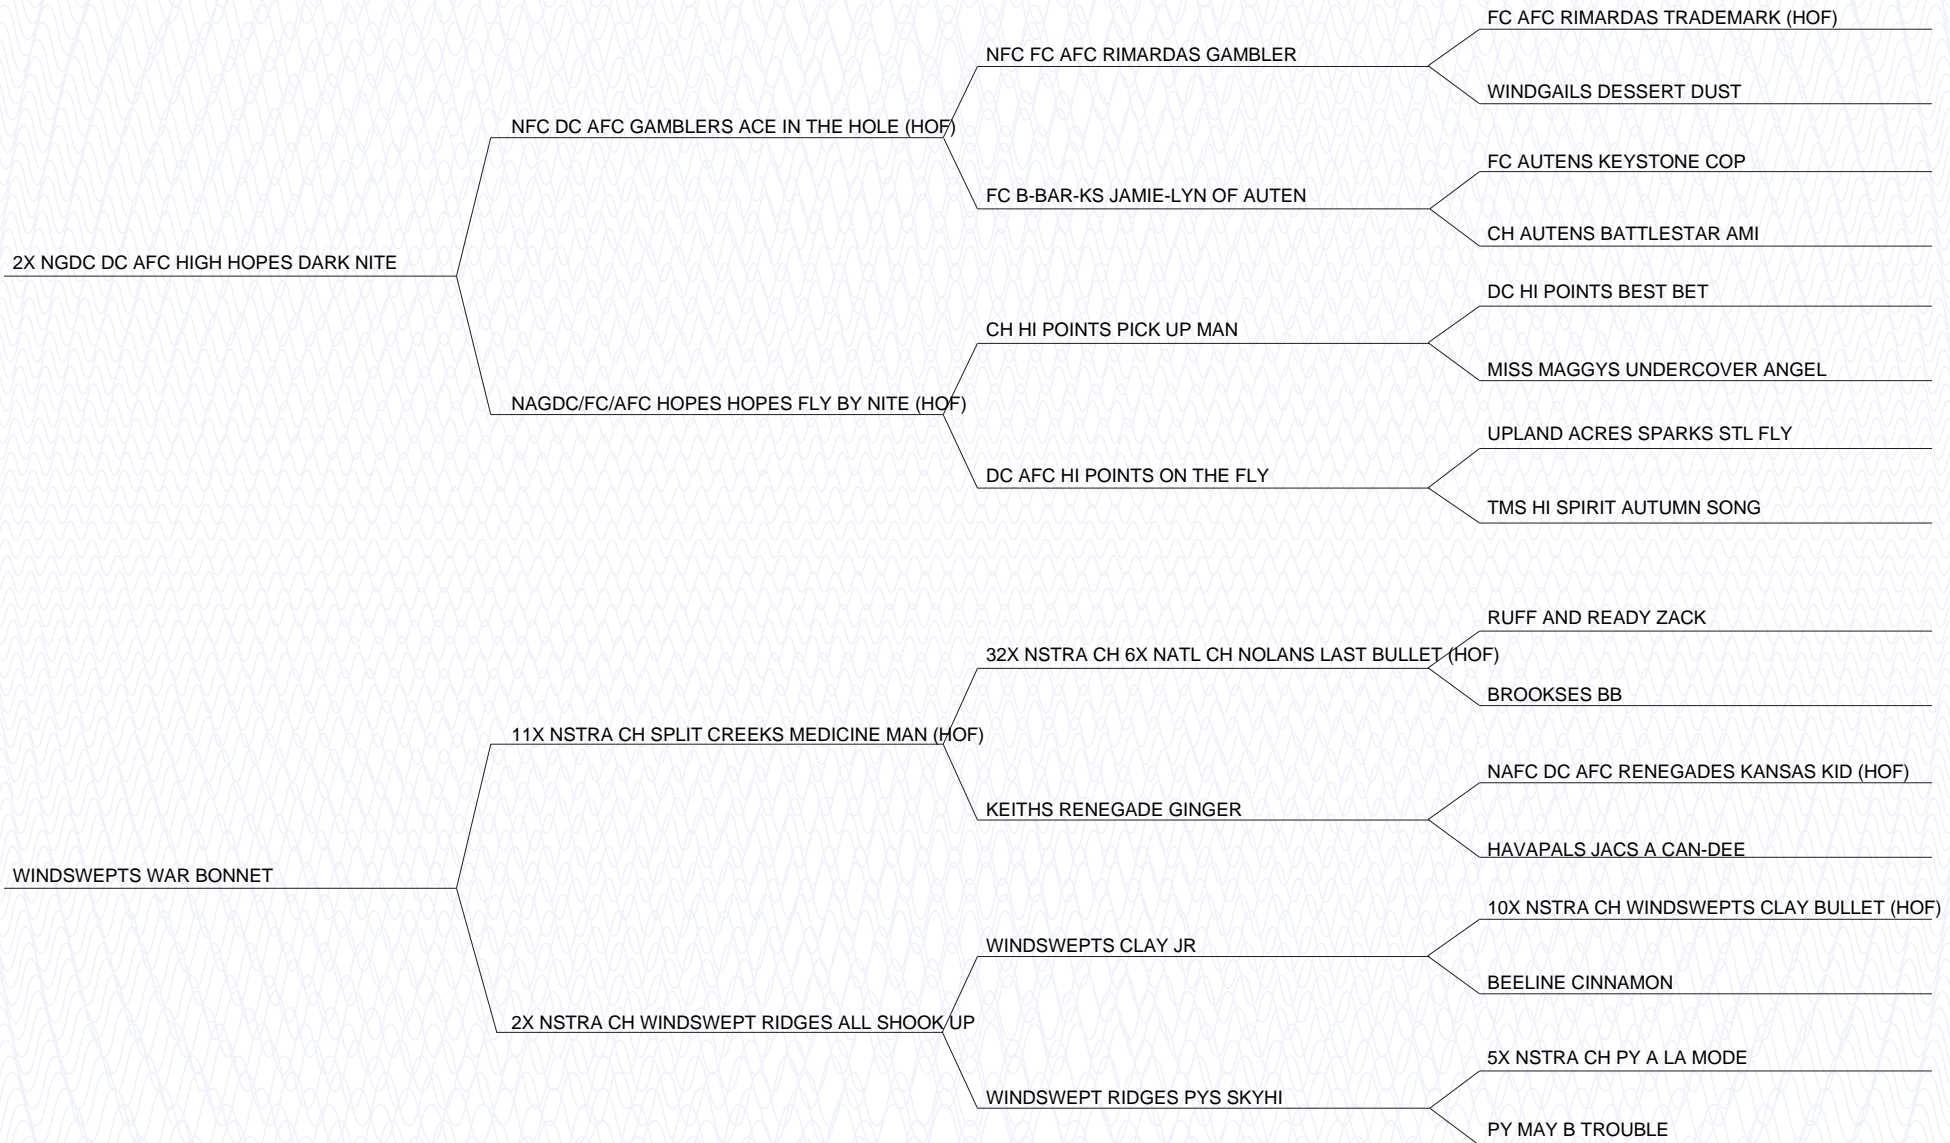 FC AFC RIMARDAS TRADEMARK (HOF)
NFC FC AFC RIMARDAS GAMBLER
WINDGAILS DESSERT DUST
NFC DC AFC GAMBLERS ACE IN THE HOLE (HOF)
FC AUTENS KEYSTONE COP
FC B-BAR-KS JAMIE-LYN OF AUTEN
CH AUTENS BATTLESTAR AMI
2X NGDC DC AFC HIGH HOPES DARK NITE
DC HI POINTS BEST BET
CH HI POINTS PICK UP MAN
MISS MAGGYS UNDERCOVER ANGEL
NAGDC/FC/AFC HOPES HOPES FLY BY NITE (HOF)
UPLAND ACRES SPARKS STL FLY
DC AFC HI POINTS ON THE FLY
TMS HI SPIRIT AUTUMN SONG
RUFF AND READY ZACK
32X NSTRA CH 6X NATL CH NOLANS LAST BULLET (HOF)
BROOKSES BB
11X NSTRA CH SPLIT CREEKS MEDICINE MAN (HOF)
NAFC DC AFC RENEGADES KANSAS KID (HOF)
KEITHS RENEGADE GINGER
HAVAPALS JACS A CAN-DEE
WINDSWEPTS WAR BONNET
10X NSTRA CH WINDSWEPTS CLAY BULLET (HOF)
WINDSWEPTS CLAY JR
BEELINE CINNAMON
2X NSTRA CH WINDSWEPT RIDGES ALL SHOOK UP
5X NSTRA CH PY A LA MODE
WINDSWEPT RIDGES PYS SKYHI
PY MAY B TROUBLE